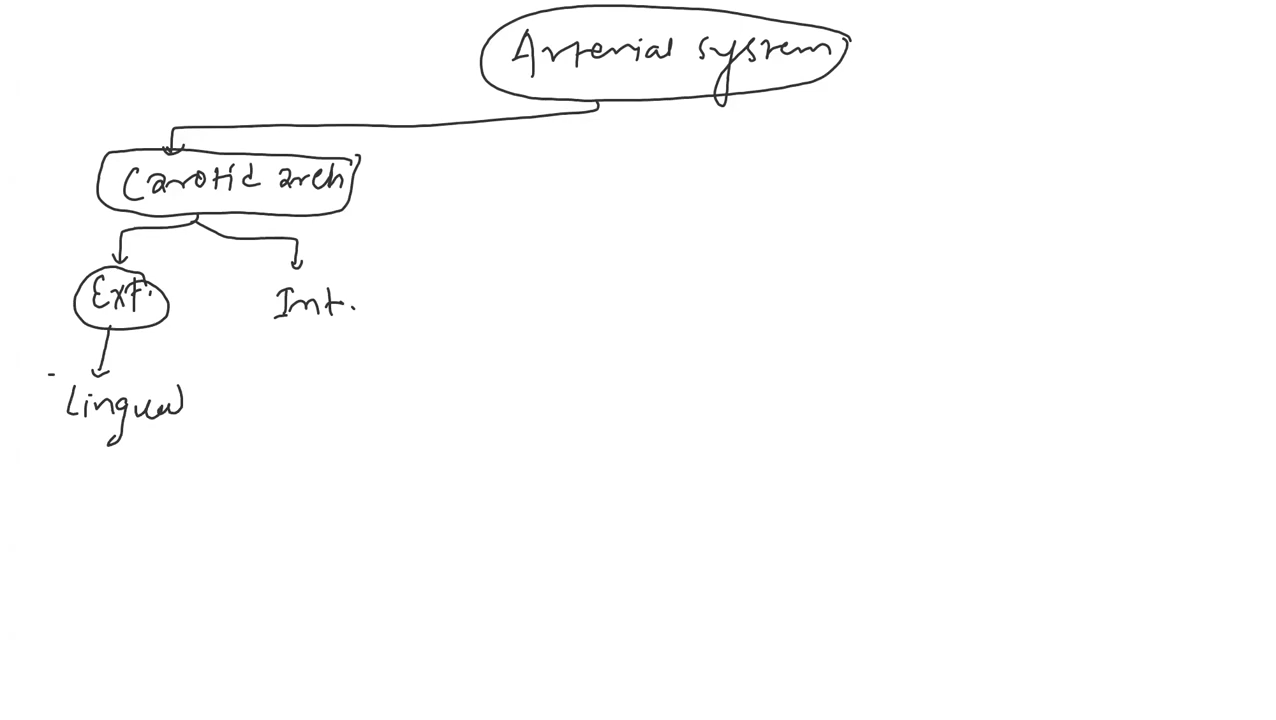 Arterial system
Carotid arch
Ext.
Int.
Lingual